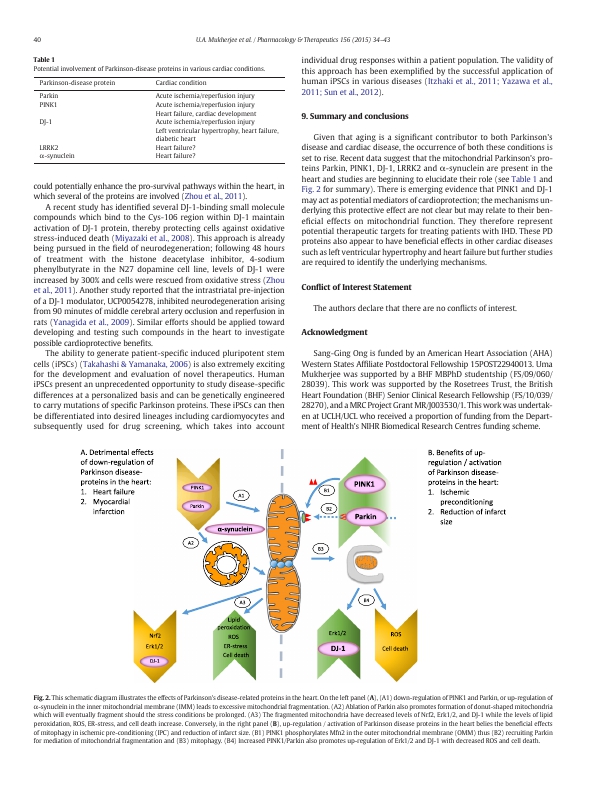 40
U.A. Mukherjee et al. / Pharmacology & Therapeutics 156 (2015) 34–43
Table 1
Potential involvement of Parkinson-disease proteins in various cardiac conditions.
Parkinson-disease protein Cardiac condition
Parkin Acute ischemia/reperfusion injury
PINK1 Acute ischemia/reperfusion injury
Heart failure, cardiac development
DJ-1 Acute ischemia/reperfusion injury
Left ventricular hypertrophy, heart failure,
diabetic heart
LRRK2 Heart failure?
α-synuclein Heart failure?
could potentially enhance the pro-survival pathways within the heart, in
which several of the proteins are involved (Zhou et al., 2011).
A recent study has identified several DJ-1-binding small molecule
compounds which bind to the Cys-106 region within DJ-1 maintain
activation of DJ-1 protein, thereby protecting cells against oxidative
stress-induced death (Miyazaki et al., 2008). This approach is already
being pursued in the field of neurodegeneration; following 48 hours
of treatment with the histone deacetylase inhibitor, 4-sodium
phenylbutyrate in the N27 dopamine cell line, levels of DJ-1 were
increased by 300% and cells were rescued from oxidative stress (Zhou
et al., 2011). Another study reported that the intrastriatal pre-injection
of a DJ-1 modulator, UCP0054278, inhibited neurodegeneration arising
from 90 minutes of middle cerebral artery occlusion and reperfusion in
rats (Yanagida et al., 2009). Similar efforts should be applied toward
developing and testing such compounds in the heart to investigate
possible cardioprotective benefits.
The ability to generate patient-specific induced pluripotent stem
cells (iPSCs) (Takahashi & Yamanaka, 2006) is also extremely exciting
for the development and evaluation of novel therapeutics. Human
iPSCs present an unprecedented opportunity to study disease-specific
differences at a personalized basis and can be genetically engineered
to carry mutations of specific Parkinson proteins. These iPSCs can then
be differentiated into desired lineages including cardiomyocytes and
subsequently used for drug screening, which takes into account
individual drug responses within a patient population. The validity of
this approach has been exemplified by the successful application of
human iPSCs in various diseases (Itzhaki et al., 2011; Yazawa et al.,
2011; Sun et al., 2012).
9. Summary and conclusions
Given that aging is a significant contributor to both Parkinson's
disease and cardiac disease, the occurrence of both these conditions is
set to rise. Recent data suggest that the mitochondrial Parkinson's pro-
teins Parkin, PINK1, DJ-1, LRRK2 and α-synuclein are present in the
heart and studies are beginning to elucidate their role (see Table 1 and
Fig. 2 for summary). There is emerging evidence that PINK1 and DJ-1
may act as potential mediators of cardioprotection; the mechanisms un-
derlying this protective effect are not clear but may relate to their ben-
eficial effects on mitochondrial function. They therefore represent
potential therapeutic targets for treating patients with IHD. These PD
proteins also appear to have beneficial effects in other cardiac diseases
such as left ventricular hypertrophy and heart failure but further studies
are required to identify the underlying mechanisms.
Conflict of Interest Statement
The authors declare that there are no conflicts of interest.
Acknowledgment
Sang-Ging Ong is funded by an American Heart Association (AHA)
Western States Affiliate Postdoctoral Fellowship 15POST22940013. Uma
Mukherjee was supported by a BHF MBPhD studentship (FS/09/060/
28039). This work was supported by the Rosetrees Trust, the British
Heart Foundation (BHF) Senior Clinical Research Fellowship (FS/10/039/
28270), and a MRC Project Grant MR/J003530/1. This work was undertak-
en at UCLH/UCL who received a proportion of funding from the Depart-
ment of Health's NIHR Biomedical Research Centres funding scheme.
A. Detrimental effects
of down-regulation of
Parkinson disease-
proteins in the heart:
1. Heart failure
2. Myocardial
infarction
PINK1
Parkin
A1
α-synuclein
A2
A3
Nrf2
Erk1/2
DJ-1
Lipid
peroxidation
ROS
ER-stress
Cell death
B1
PINK1
B2
Parkin
B3
B4
Erk1/2
DJ-1
ROS
Cell death
B. Benefits of up-
regulation / activation
of Parkinson disease-
proteins in the heart:
1. Ischemic
preconditioning
2. Reduction of infarct
size
Fig. 2. This schematic diagram illustrates the effects of Parkinson's disease-related proteins in the heart. On the left panel (A), (A1) down-regulation of PINK1 and Parkin, or up-regulation of
α-synuclein in the inner mitochondrial membrane (IMM) leads to excessive mitochondrial fragmentation. (A2) Ablation of Parkin also promotes formation of donut-shaped mitochondria
which will eventually fragment should the stress conditions be prolonged. (A3) The fragmented mitochondria have decreased levels of Nrf2, Erk1/2, and DJ-1 while the levels of lipid
peroxidation, ROS, ER-stress, and cell death increase. Conversely, in the right panel (B), up-regulation / activation of Parkinson disease proteins in the heart belies the beneficial effects
of mitophagy in ischemic pre-conditioning (IPC) and reduction of infarct size. (B1) PINK1 phosphorylates Mfn2 in the outer mitochondrial membrane (OMM) thus (B2) recruiting Parkin
for mediation of mitochondrial fragmentation and (B3) mitophagy. (B4) Increased PINK1/Parkin also promotes up-regulation of Erk1/2 and DJ-1 with decreased ROS and cell death.